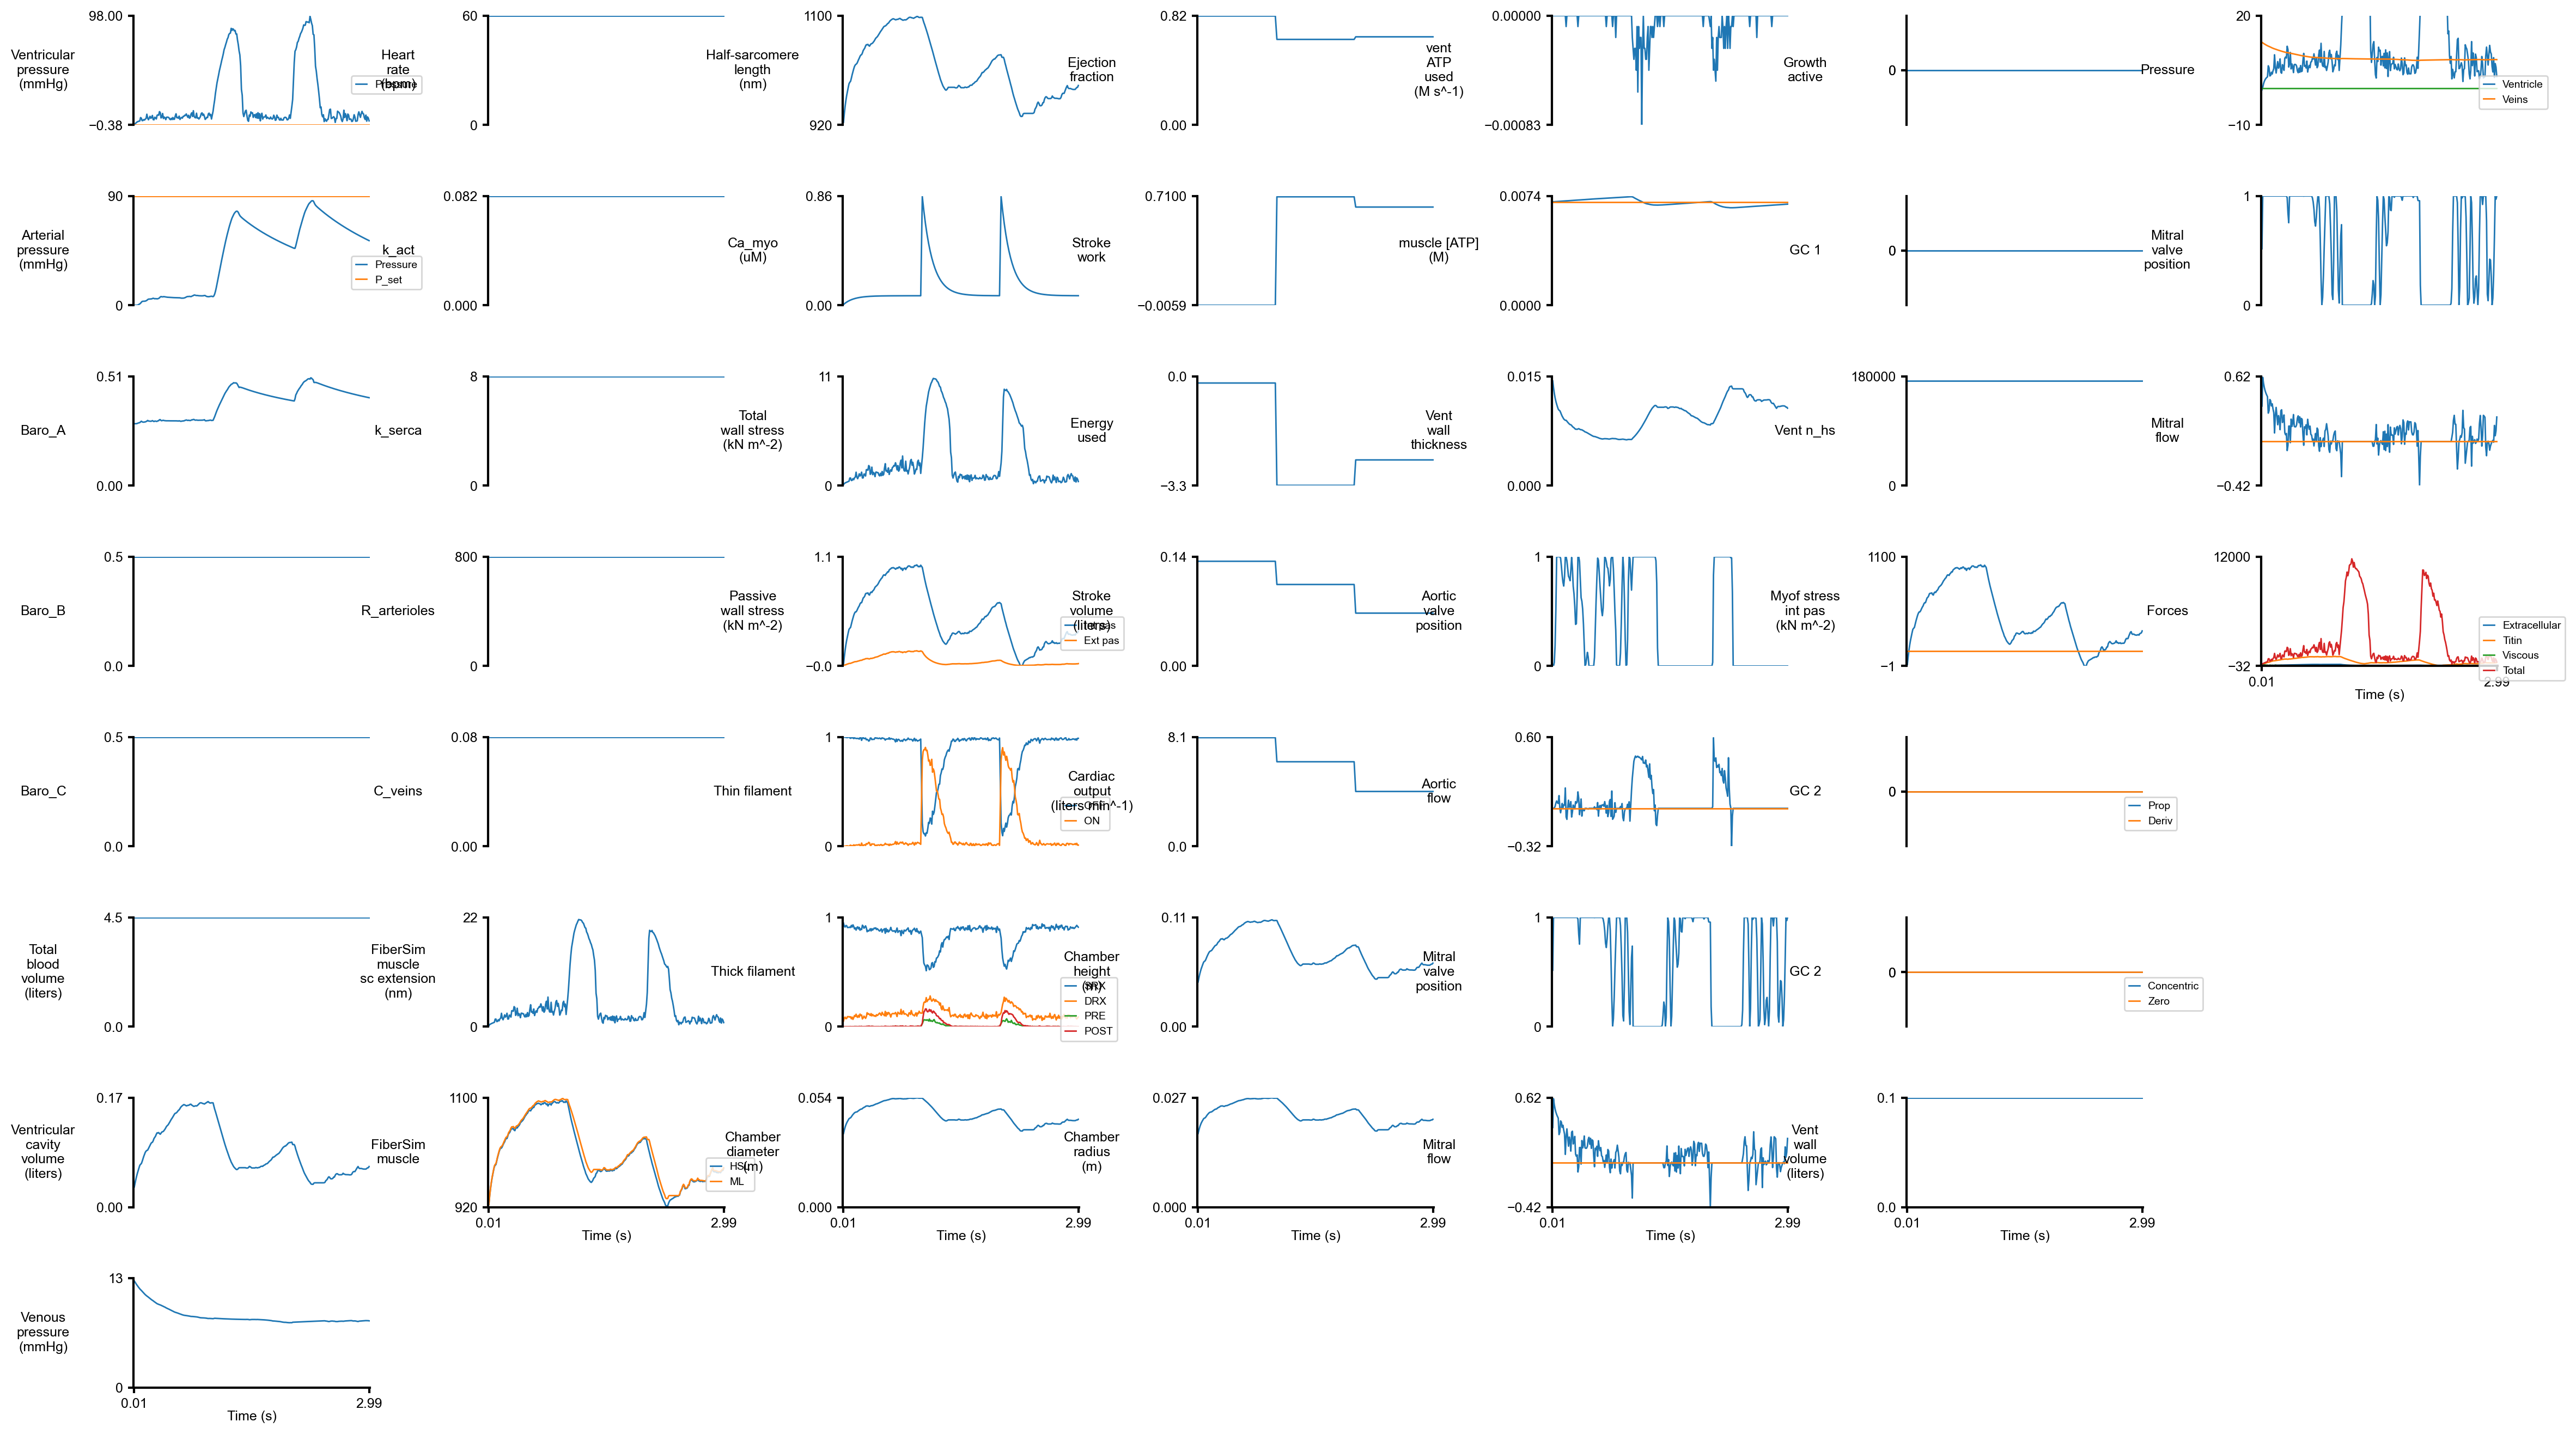 98.00
Ventricular
pressure
(mmHg)
−0.38
Pressure
60
Heart
rate
(bpm)
0
1100
Half-sarcomere
length
(nm)
920
0.82
Ejection
fraction
0.00
0.00000
vent
ATP
used
(M s^-1)
−0.00083
Growth
active
0
20
Pressure
−10
Ventricle
Veins
90
Arterial
pressure
(mmHg)
0
Pressure
P_set
0.082
k_act
0.000
0.86
Ca_myo
(uM)
0.00
0.7100
Stroke
work
−0.0059
0.0074
muscle [ATP]
(M)
0.0000
GC 1
0
1
Mitral
valve
position
0
0.51
Baro_A
0.00
8
k_serca
0
11
Total
wall stress
(kN m^-2)
0
0.0
Energy
used
−3.3
0.015
Vent
wall
thickness
0.000
180000
Vent n_hs
0
0.62
Mitral
flow
−0.42
0.5
Baro_B
0.0
800
R_arterioles
0
1.1
Passive
wall stress
(kN m^-2)
−0.0
Ext pas
0.14
Stroke
volume
(liters)
0.00
1
Aortic
valve
position
0
1100
Myof stress
int pas
(kN m^-2)
−1
12000
Forces
−32
Extracellular
Titin
Viscous
Total
0.01
2.99
Time (s)
0.5
Baro_C
0.0
0.08
C_veins
0.00
1
Thin filament
0
ON
8.1
Cardiac
output
(liters min^-1)
0.0
0.60
Aortic
flow
−0.32
GC 2
0
Prop
Deriv
4.5
Total
blood
volume
(liters)
0.0
22
FiberSim
muscle
sc extension
(nm)
0
1
Thick filament
0
SRX
DRX
PRE
POST
0.11
Chamber
height
(m)
0.00
1
Mitral
valve
position
0
GC 2
0
Concentric
Zero
0.17
Ventricular
cavity
volume
(liters)
0.00
1100
FiberSim
muscle
920
HSL
ML
0.01
2.99
Time (s)
0.054
Chamber
diameter
(m)
0.000
0.01
2.99
Time (s)
0.027
Chamber
radius
(m)
0.000
0.01
2.99
Time (s)
0.62
Mitral
flow
−0.42
0.01
2.99
Time (s)
0.1
Vent
wall
volume
(liters)
0.0
0.01
2.99
Time (s)
13
Venous
pressure
(mmHg)
0
0.01
2.99
Time (s)